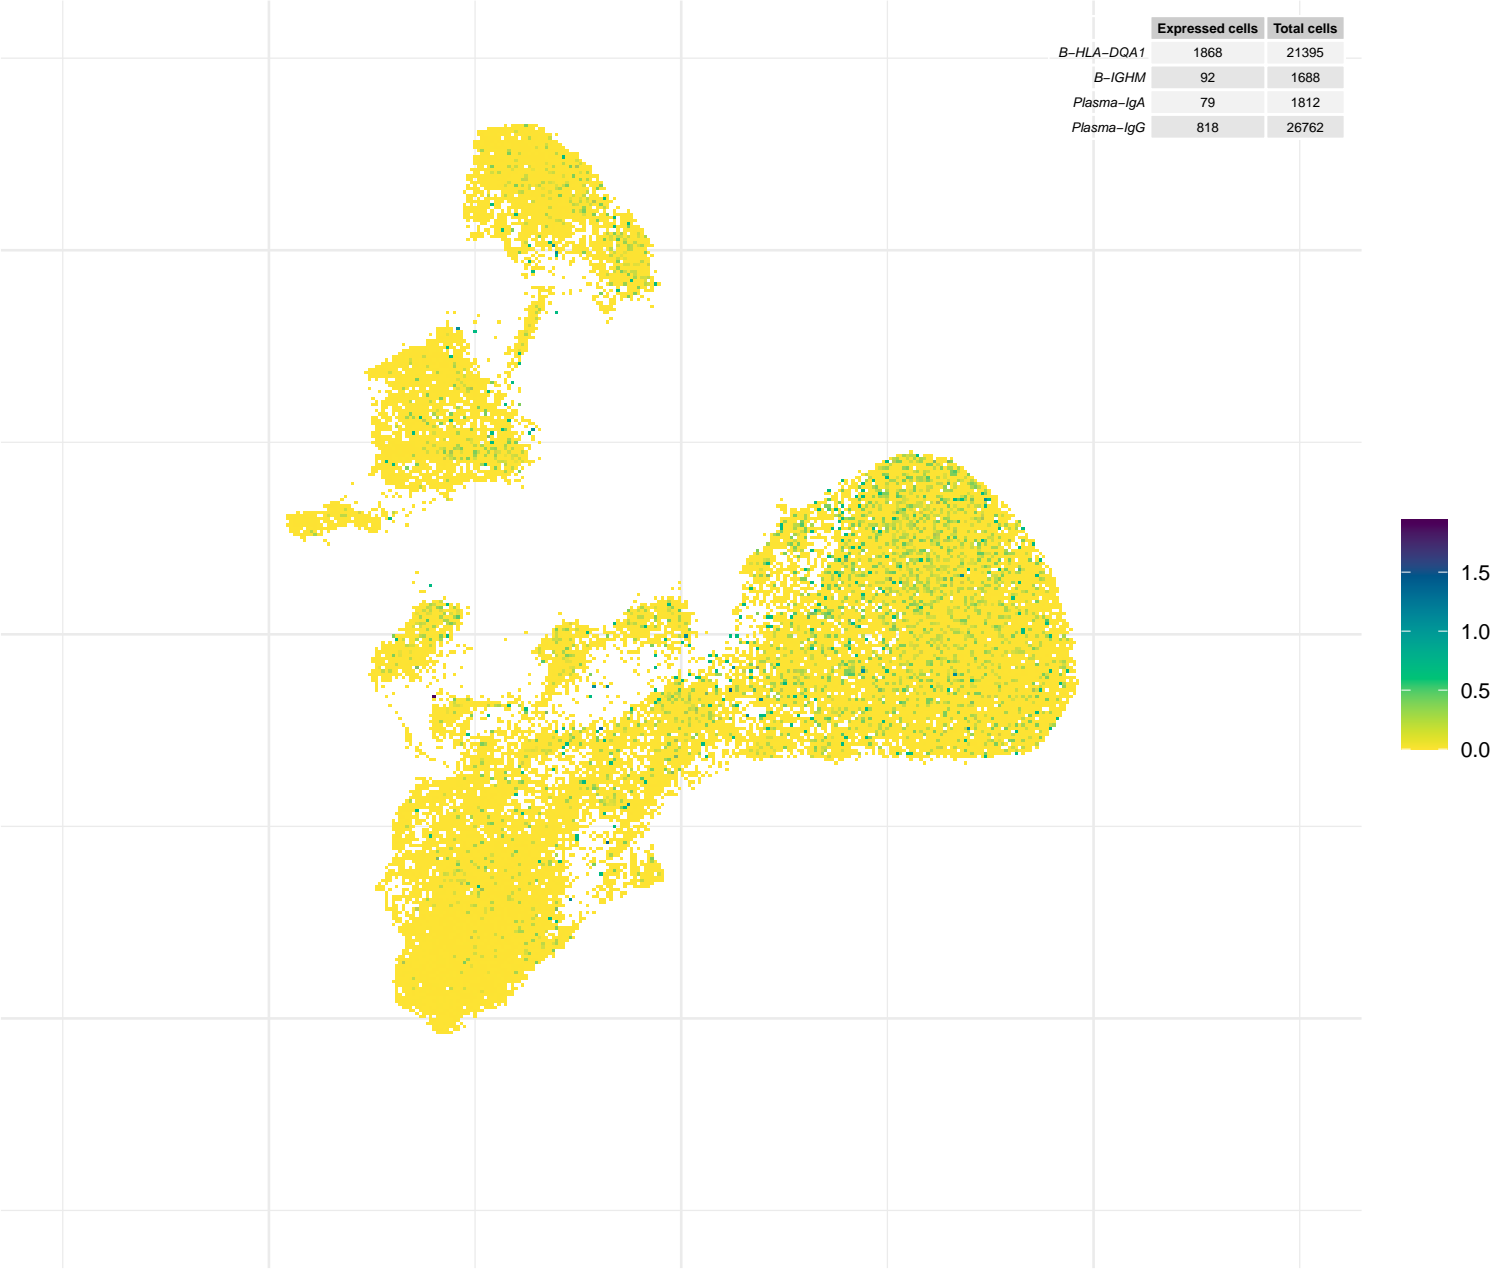 Expressed cells Total cells
B−HLA−DQA1 1868 21395
B−IGHM 92 1688
Plasma−IgA 79 1812
Plasma−IgG 818 26762
1.5
1.0
0.5
0.0